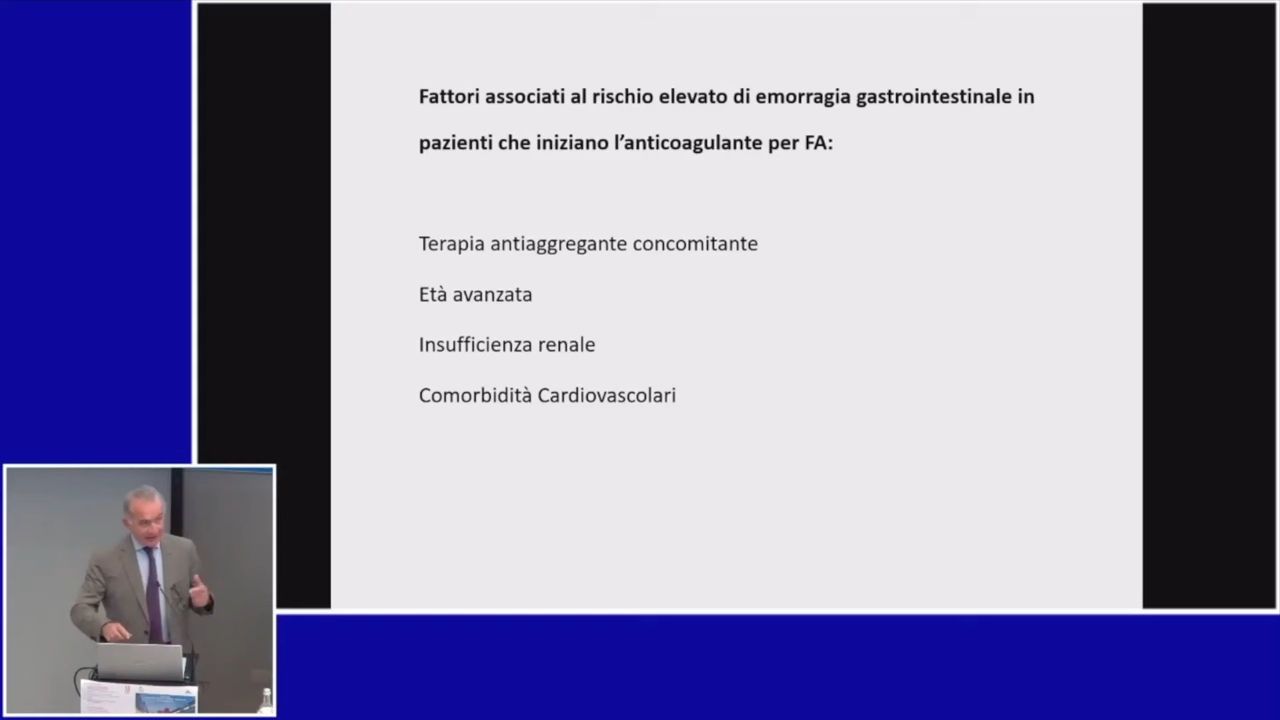 Fattori associati al rischio elevato di emorragia gastrointestinale in
pazienti che iniziano l’anticoagulante per FA:
Terapia antiaggregante concomitante
Età avanzata
Insufficienza renale
Comorbidità Cardiovascolari